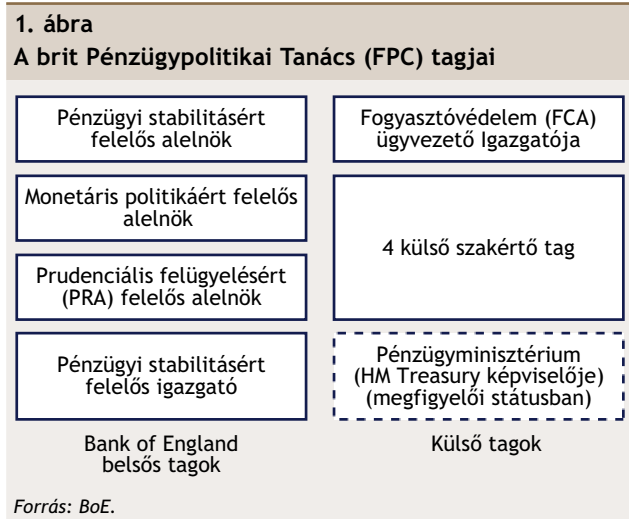 1. ábra
A brit Pénzügypolitikai Tanács (FPC) tagjai
Pénzügyi stabilitásért
felelős alelnök
Monetáris politikáért felelős
alelnök
Prudenciális felügyelésért
(PRA) felelős alelnök
Pénzügyi stabilitásért
felelős igazgató
Bank of England
belsős tagok
Fogyasztóvédelem (FCA)
ügyvezető Igazgatója
4 külső szakértő tag
Pénzügyminisztérium
(HM Treasury képviselője)
(megfigyelői státusban)
Külső tagok
Forrás: BoE.